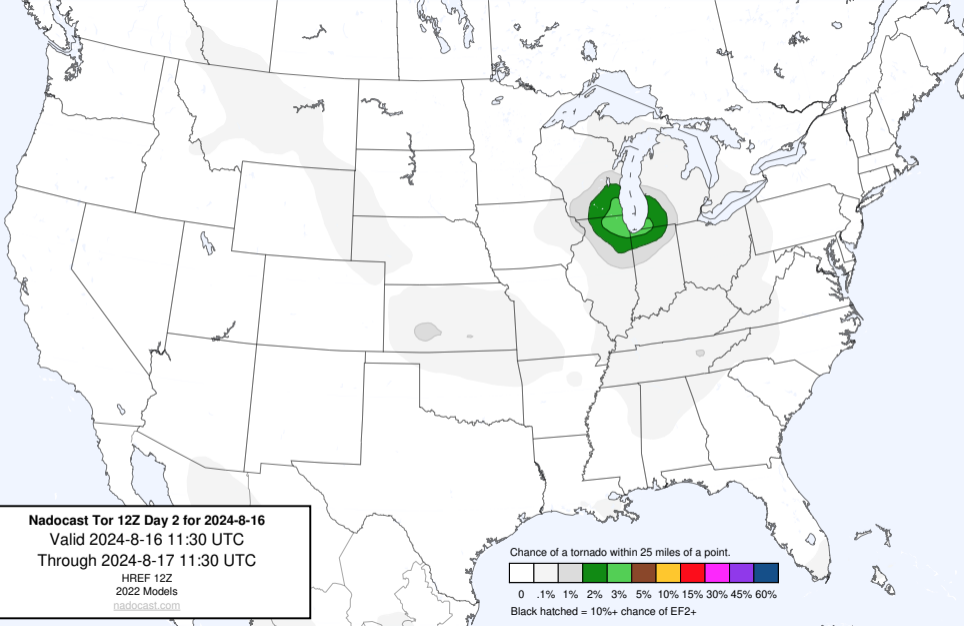 Nadocast Tor 12Z Day 2 for 2024-8-16
Valid 2024-8-16 11:30 UTC
Through 2024-8-17 11:30 UTC
HREF 12Z
2022 Models
nadocast.com
Chance of a tornado within 25 miles of a point.
0 .1% 1% 2% 3% 5% 10% 15% 30% 45% 60%
Black hatched = 10%+ chance of EF2+